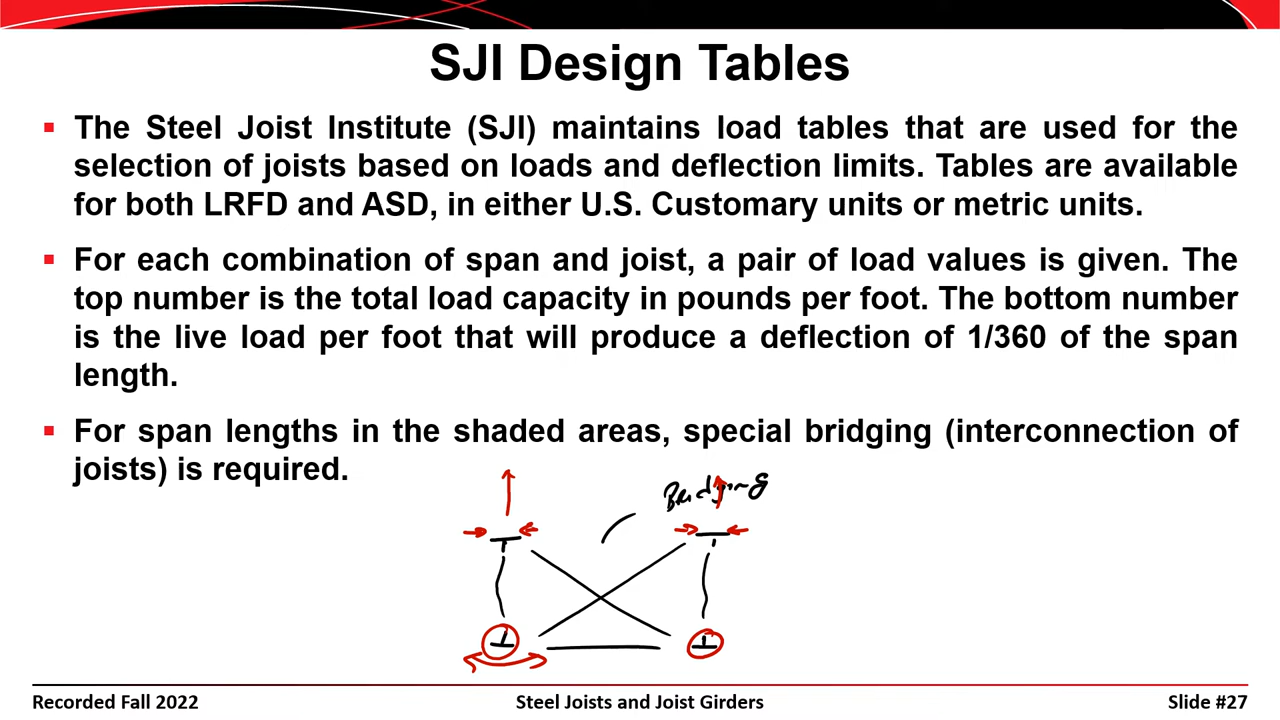 SJI Design Tables
▪ The Steel Joist Institute (SJI) maintains load tables that are used for the
selection of joists based on loads and deflection limits. Tables are available
for both LRFD and ASD, in either U.S. Customary units or metric units.
▪ For each combination of span and joist, a pair of load values is given. The
top number is the total load capacity in pounds per foot. The bottom number
is the live load per foot that will produce a deflection of 1/360 of the span
length.
▪ For span lengths in the shaded areas, special bridging (interconnection of
joists) is required.
Bridging
Recorded Fall 2022
Steel Joists and Joist Girders
Slide #27